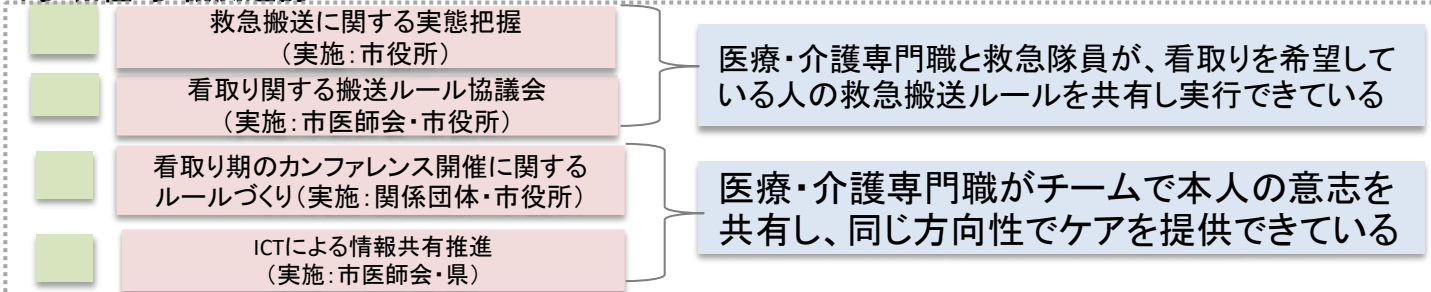 救急搬送に関する実態把握
（実施：市役所）
看取り関する搬送ルール協議会
（実施：市医師会・市役所）
医療・介護専門職と救急隊員が、看取りを希望して
いる人の救急搬送ルールを共有し実行できている
看取り期のカンファレンス開催に関する
ルールづくり（実施：関係団体・市役所）
ICTによる情報共有推進
（実施：市医師会・県）
医療・介護専門職がチームで本人の意志を
共有し、同じ方向性でケアを提供できている